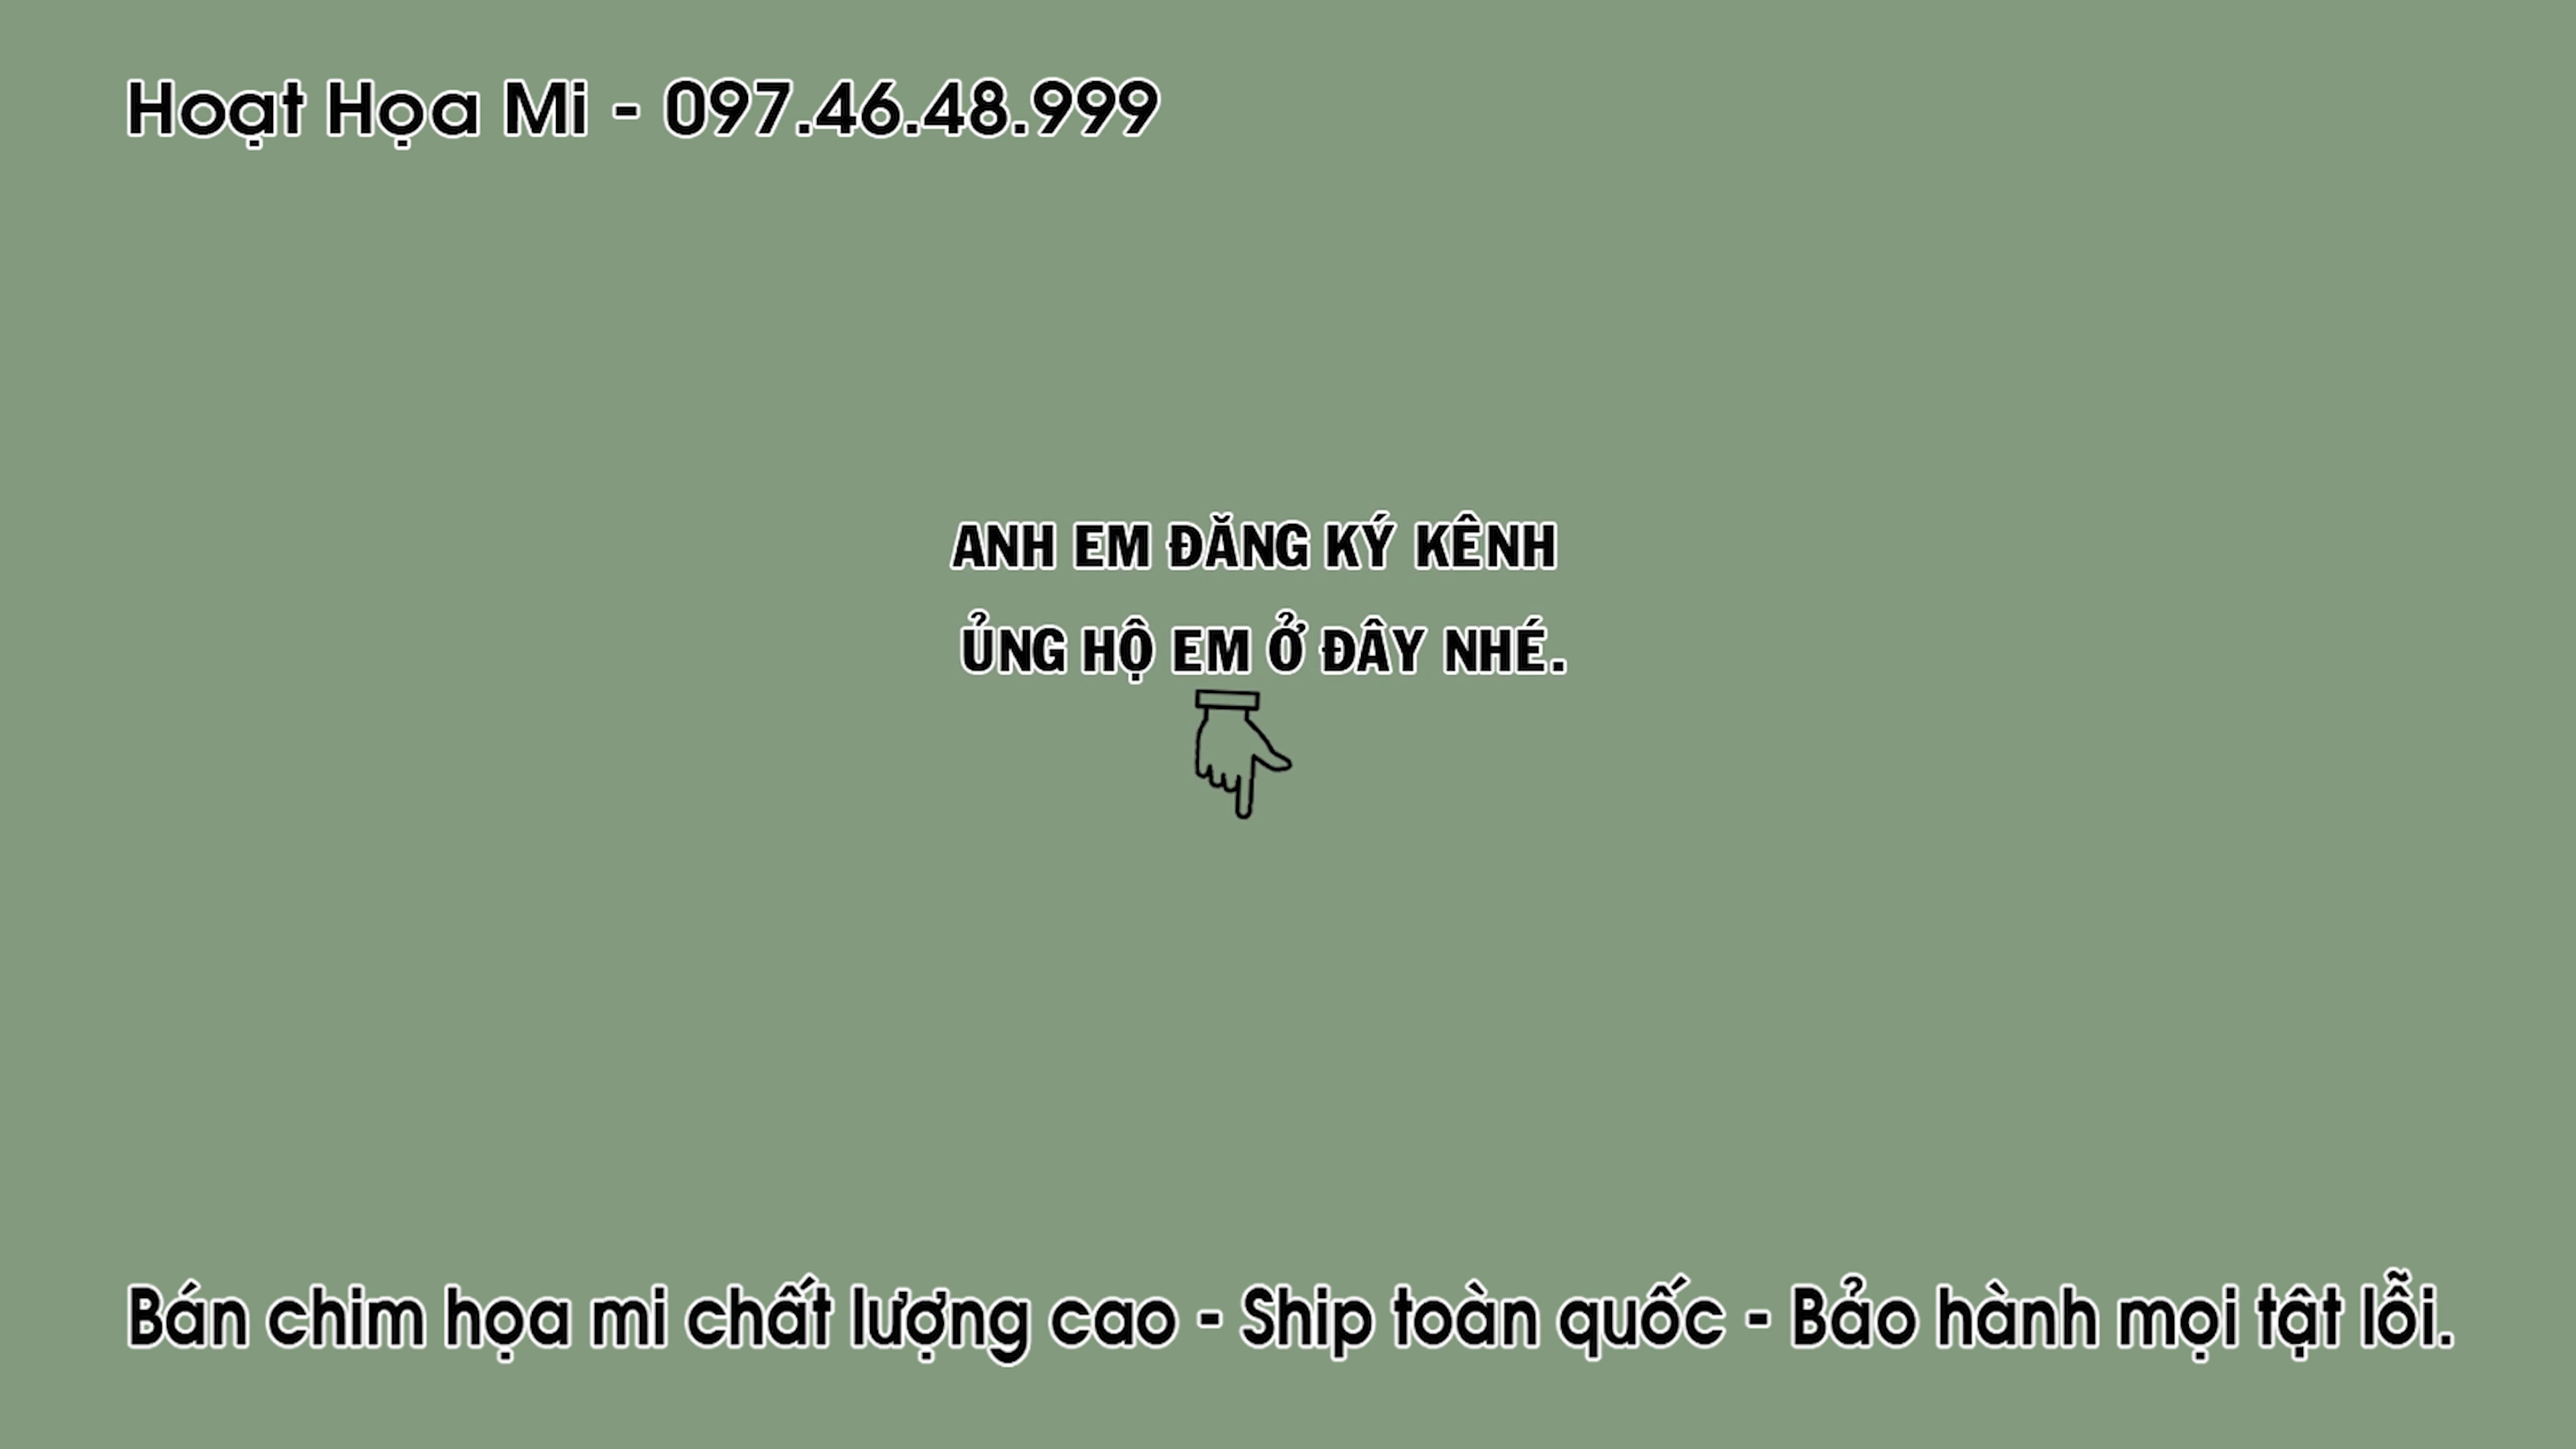 Hoạt Họa Mi - 097.46.48.999
ANH EM ĐĂNG KÝ KÊNH
ỦNG HỘ EM Ở ĐÂY NHÉ.
Bán chim họa mi chất lượng cao - Ship toàn quốc - Bảo hành mọi tật lỗi.